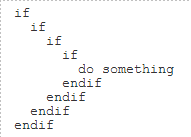 if
  if
    if
      if
        do something
      endif
    endif
  endif
endif